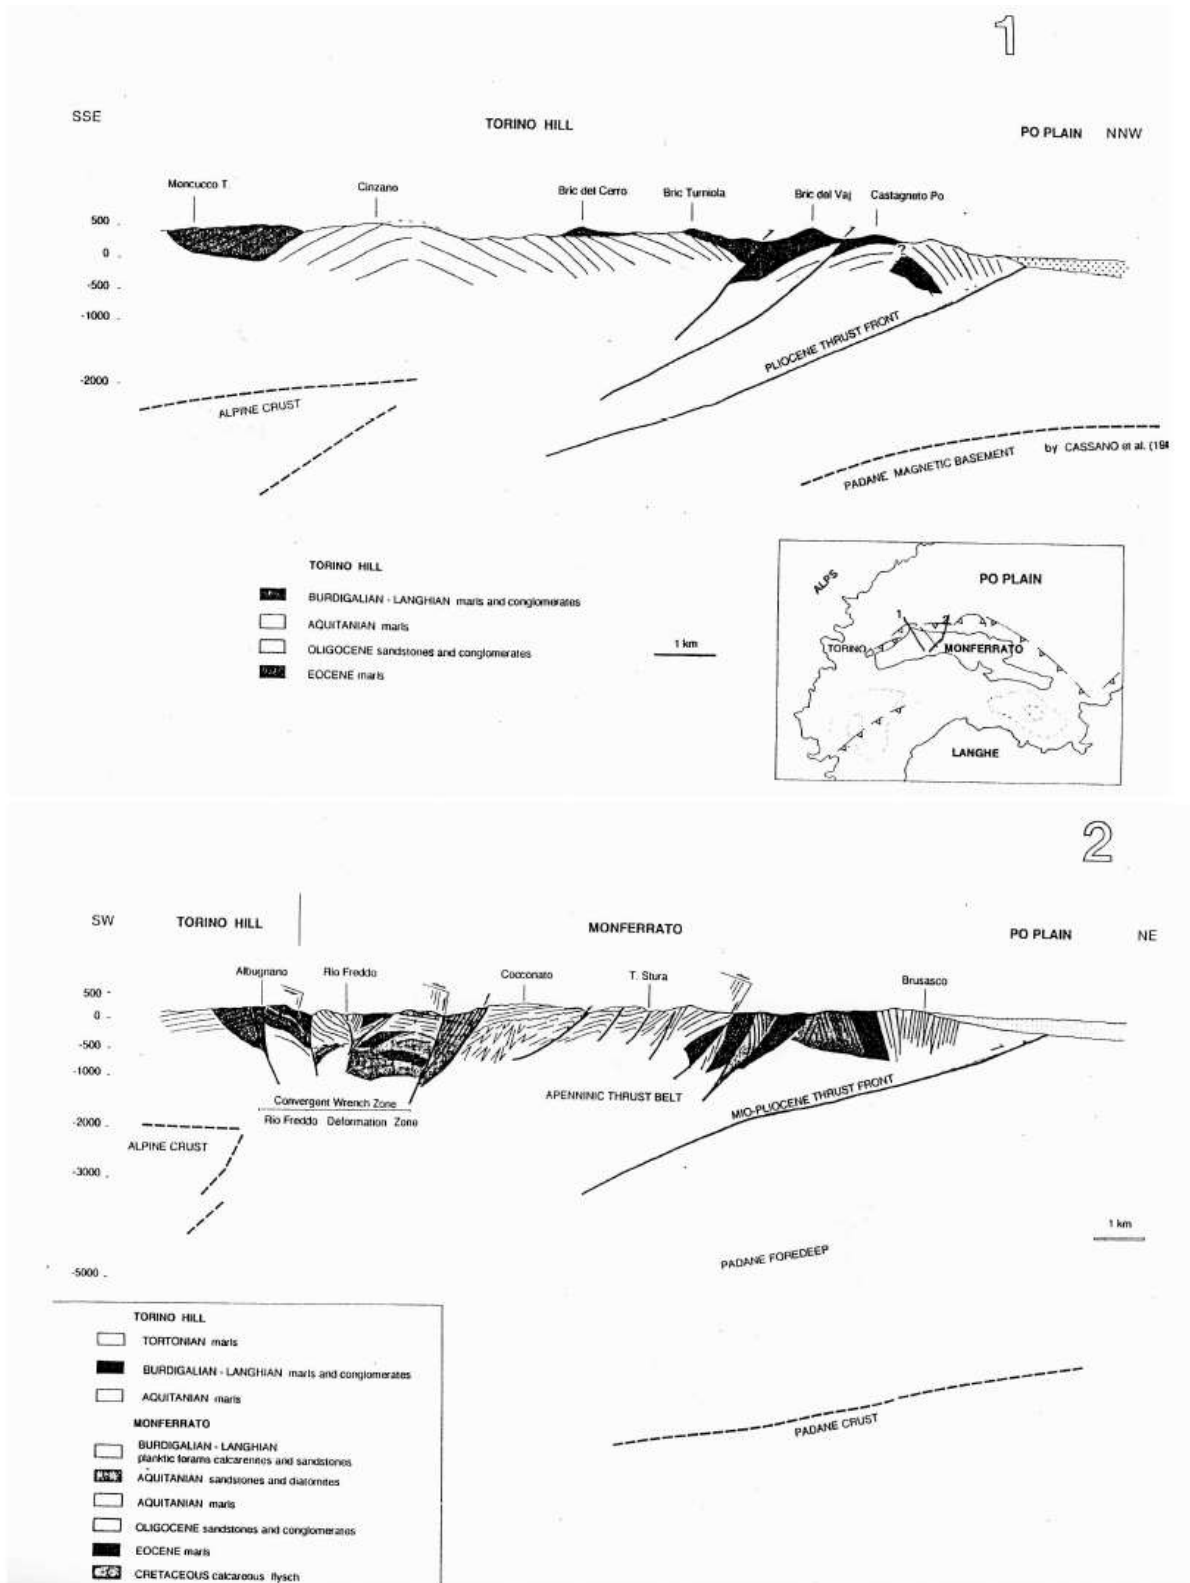 1
SSE
TORINO HILL
PO PLAIN NNW
Moncucco T.
Cinzano
Bric del Cerro
Bric Turniola
Bric del Vaj
Castagneto Po
500
0
-500
-1000
-2000
?
PLIOCENE THRUST FRONT
ALPINE CRUST
PADANE MAGNETIC BASEMENT
by CASSANO et al. (19
TORINO HILL
BURDIGALIAN - LANGHIAN marls and conglomerates
AQUITANIAN marls
OLIGOCENE sandstones and conglomerates
EOCENE marls
1 km
ALPS
PO PLAIN
1
2
TORINO
MONFERRATO
LANGHE
2
SW
TORINO HILL
MONFERRATO
PO PLAIN
NE
Albugnano
Rio Freddo
Cocconato
T. Stura
Brusasco
500
0
-500
-1000
-2000
-3000
-5000
Convergent Wrench Zone
Rio Freddo Deformation Zone
APENNINIC THRUST BELT
MIO-PLIOCENE THRUST FRONT
ALPINE CRUST
1 km
PADANE FOREDEEP
PADANE CRUST
TORINO HILL
TORTONIAN marls
BURDIGALIAN - LANGHIAN marls and conglomerates
AQUITANIAN marls
MONFERRATO
BURDIGALIAN - LANGHIAN
planktic forams calcarenites and sandstones
AQUITANIAN sandstones and diatomites
AQUITANIAN marls
OLIGOCENE sandstones and conglomerates
EOCENE marls
CRETACEOUS calcareous flysch